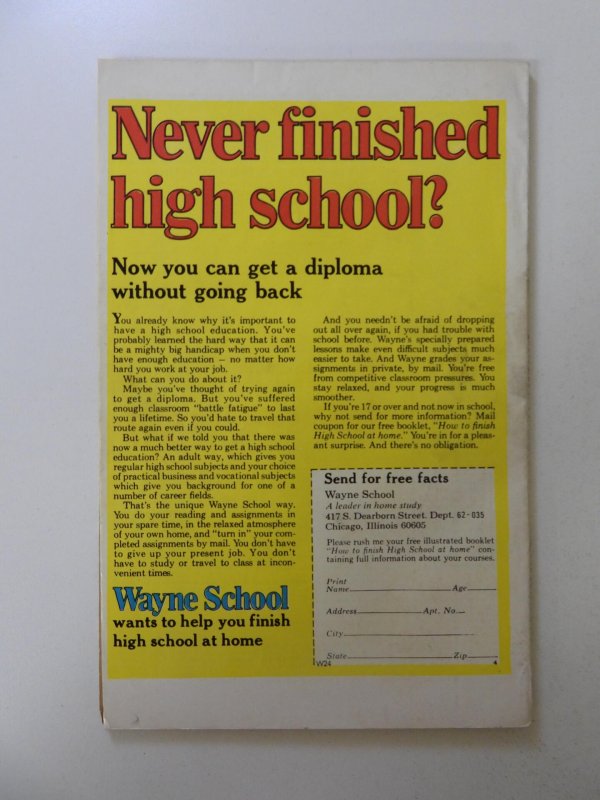 Never finished
high school?
Now you can get a diploma
without going back
You already know why it's important to
have a high school education. You've
probably learned the hard way that it can
be a mighty big handicap when you don't
have enough education – no matter how
hard you work at your job.
What can you do about it?
Maybe you've thought of trying again
to get a diploma. But you've suffered
enough classroom "battle fatigue" to last
you a lifetime. So you'd hate to travel that
route again even if you could.
But what if we told you that there was
now a much better way to get a high school
education? An adult way, which gives you
regular high school subjects and your choice
of practical business and vocational subjects
which give you background for one of a
number of career fields.
That's the unique Wayne School way.
You do your reading and assignments in
your spare time, in the relaxed atmosphere
of your own home, and "turn in" your com-
pleted assignments by mail. You don't have
to give up your present job. You don't
have to study or travel to class at incon-
venient times.
Wayne School
wants to help you finish
high school at home
And you needn't be afraid of dropping
out all over again, if you had trouble with
school before. Wayne's specially prepared
lessons make even difficult subjects much
easier to take. And Wayne grades your as-
signments in private, by mail. You're free
from competitive classroom pressures. You
stay relaxed, and your progress is much
smoother.
If you're 17 or over and not now in school,
why not send for more information? Mail
coupon for our free booklet, "How to finish
High School at home." You're in for a pleas-
ant surprise. And there's no obligation.
Send for free facts
Wayne School
A leader in home study
417 S. Dearborn Street. Dept. 62-035
Chicago, Illinois 60605
Please rush me your free illustrated booklet
"How to finish High School at home" con-
taining full information about your courses.
Print
Name Age
Address Apt. No.
City
State Zip
W24 4